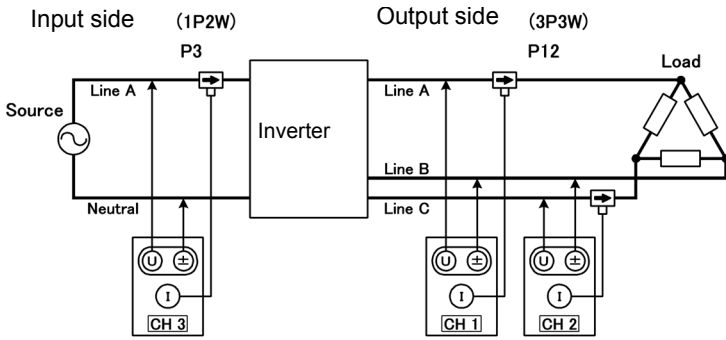 Input side (1P2W) Output side (3P3W)
P3 P12
Load
Line A Line A
Source
Inverter
Line B
Neutral Line C
U ± U ± U ±
I I I
CH 3 CH 1 CH 2